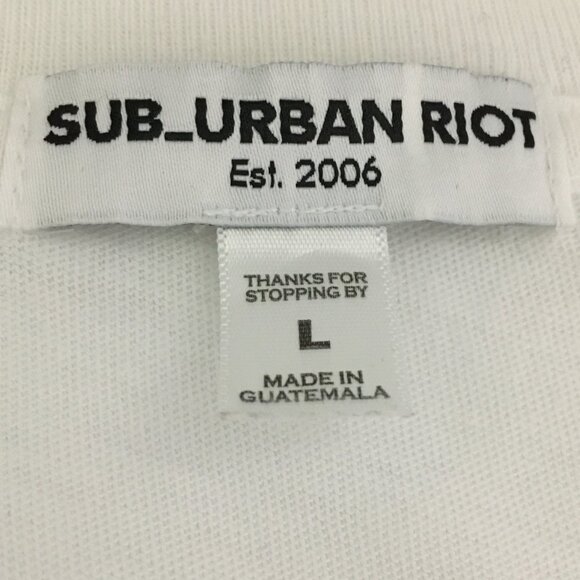 SUB_URBAN RIOT
Est. 2006
THANKS FOR
STOPPING BY
L
MADE IN
GUATEMALA